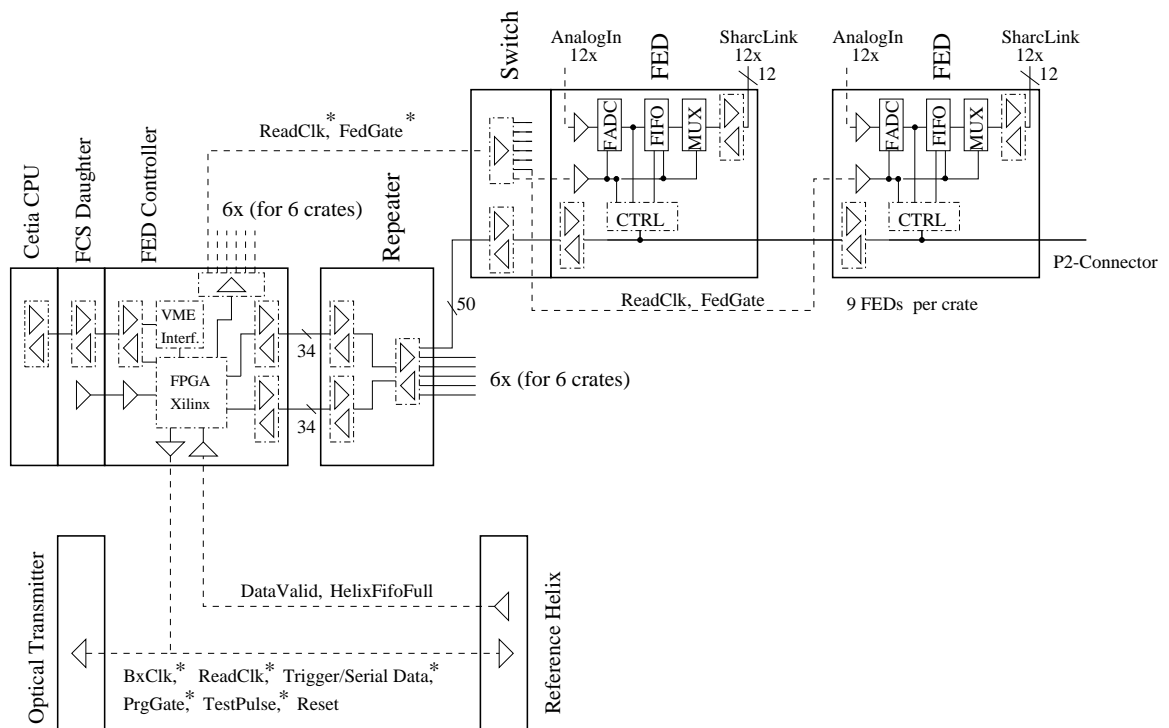 AnalogIn
12x
FED
SharcLink
12x
12
AnalogIn
12x
FED
SharcLink
12x
12
Switch
ReadClk,* FedGate*
FADC
FIFO
MUX
CTRL
FADC
FIFO
MUX
CTRL
6x (for 6 crates)
Cetia CPU
FCS Daughter
FED Controller
Repeater
P2-Connector
ReadClk, FedGate
9 FEDs per crate
50
VME
Interf.
34
FPGA
Xilinx
6x (for 6 crates)
34
Optical Transmitter
Reference Helix
DataValid, HelixFifoFull
BxClk,* ReadClk,* Trigger/Serial Data,*
PrgGate,* TestPulse,* Reset